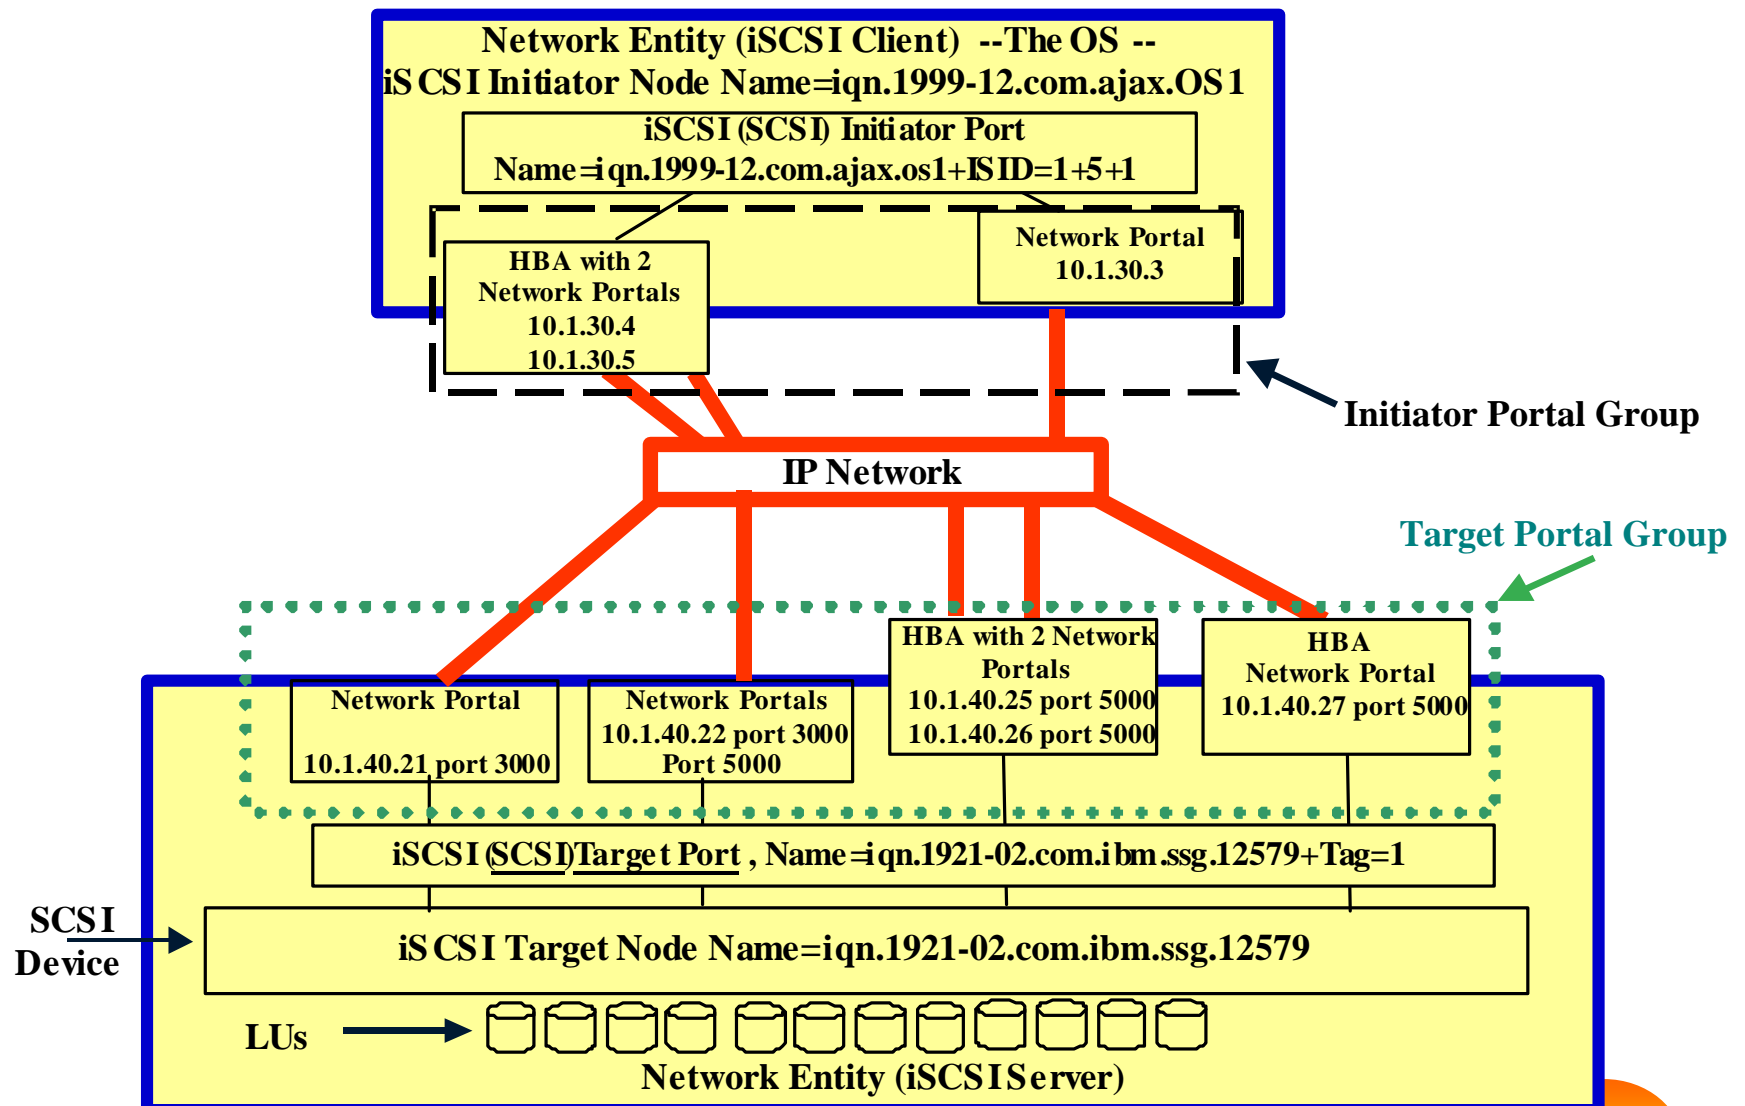 Network Entity (iSCSI Client) --The OS --
iSCSI Initiator Node Name=iqn.1999-12.com.ajax.OS1
iSCSI (SCSI) Initiator Port
Name=iqn.1999-12.com.ajax.os1+ISID=1+5+1
HBA with 2
Network Portals
10.1.30.4
10.1.30.5
Network Portal
10.1.30.3
Initiator Portal Group
IP Network
Target Portal Group
Network Portal
10.1.40.21 port 3000
Network Portals
10.1.40.22 port 3000
Port 5000
HBA with 2 Network
Portals
10.1.40.25 port 5000
10.1.40.26 port 5000
HBA
Network Portal
10.1.40.27 port 5000
iSCSI (SCSI)Target Port , Name=iqn.1921-02.com.ibm.ssg.12579+Tag=1
SCSI
Device
iSCSI Target Node Name=iqn.1921-02.com.ibm.ssg.12579
LUs
Network Entity (iSCSI Server)